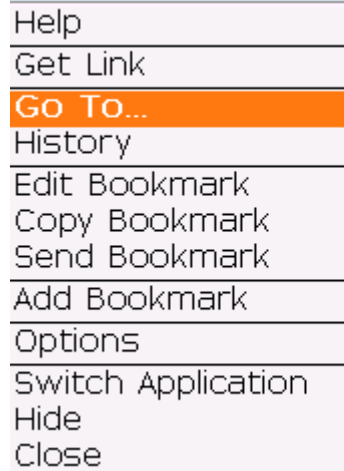 Help
Get Link
Go To...
History
Edit Bookmark
Copy Bookmark
Send Bookmark
Add Bookmark
Options
Switch Application
Hide
Close